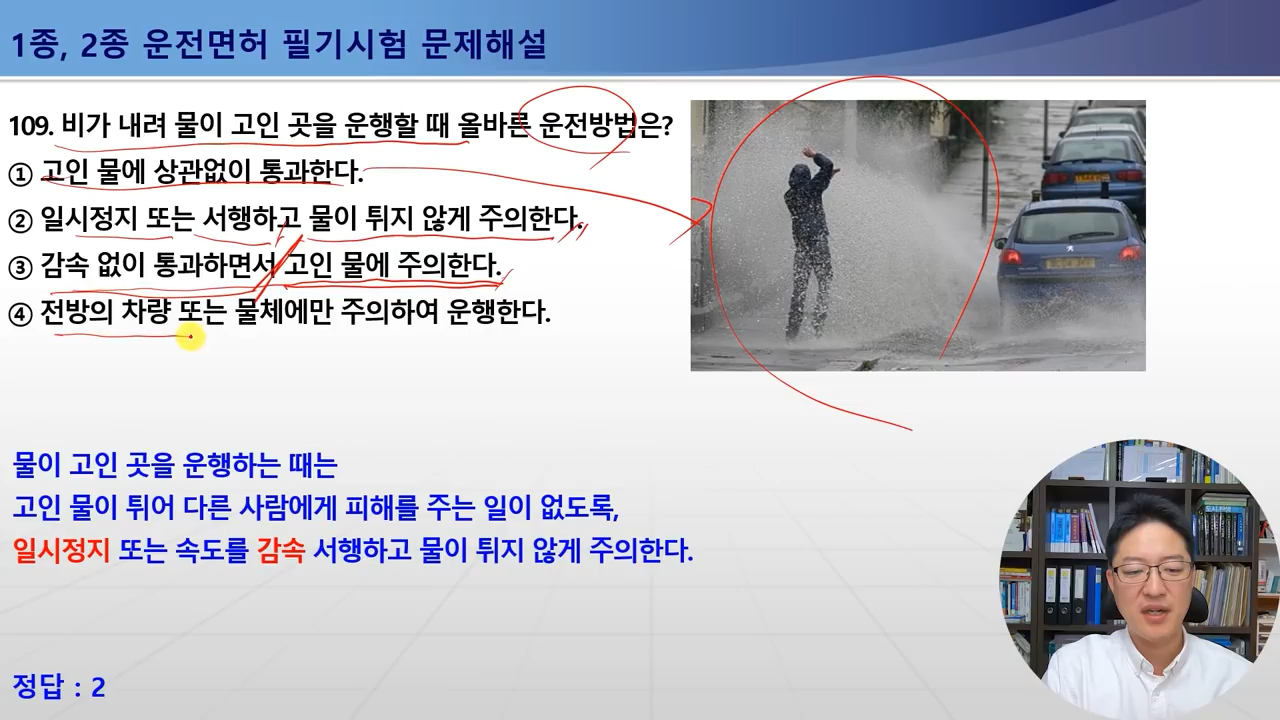 1종, 2종 운전면허 필기시험 문제해설
109. 비가 내려 물이 고인 곳을 운행할 때 올바른 운전방법은?
① 고인 물에 상관없이 통과한다.
② 일시정지 또는 서행하고 물이 튀지 않게 주의한다.
③ 감속 없이 통과하면서 고인 물에 주의한다.
④ 전방의 차량 또는 물체에만 주의하여 운행한다.
물이 고인 곳을 운행하는 때는
고인 물이 튀어 다른 사람에게 피해를 주는 일이 없도록,
일시정지 또는 속도를 감속 서행하고 물이 튀지 않게 주의한다.
정답 : 2